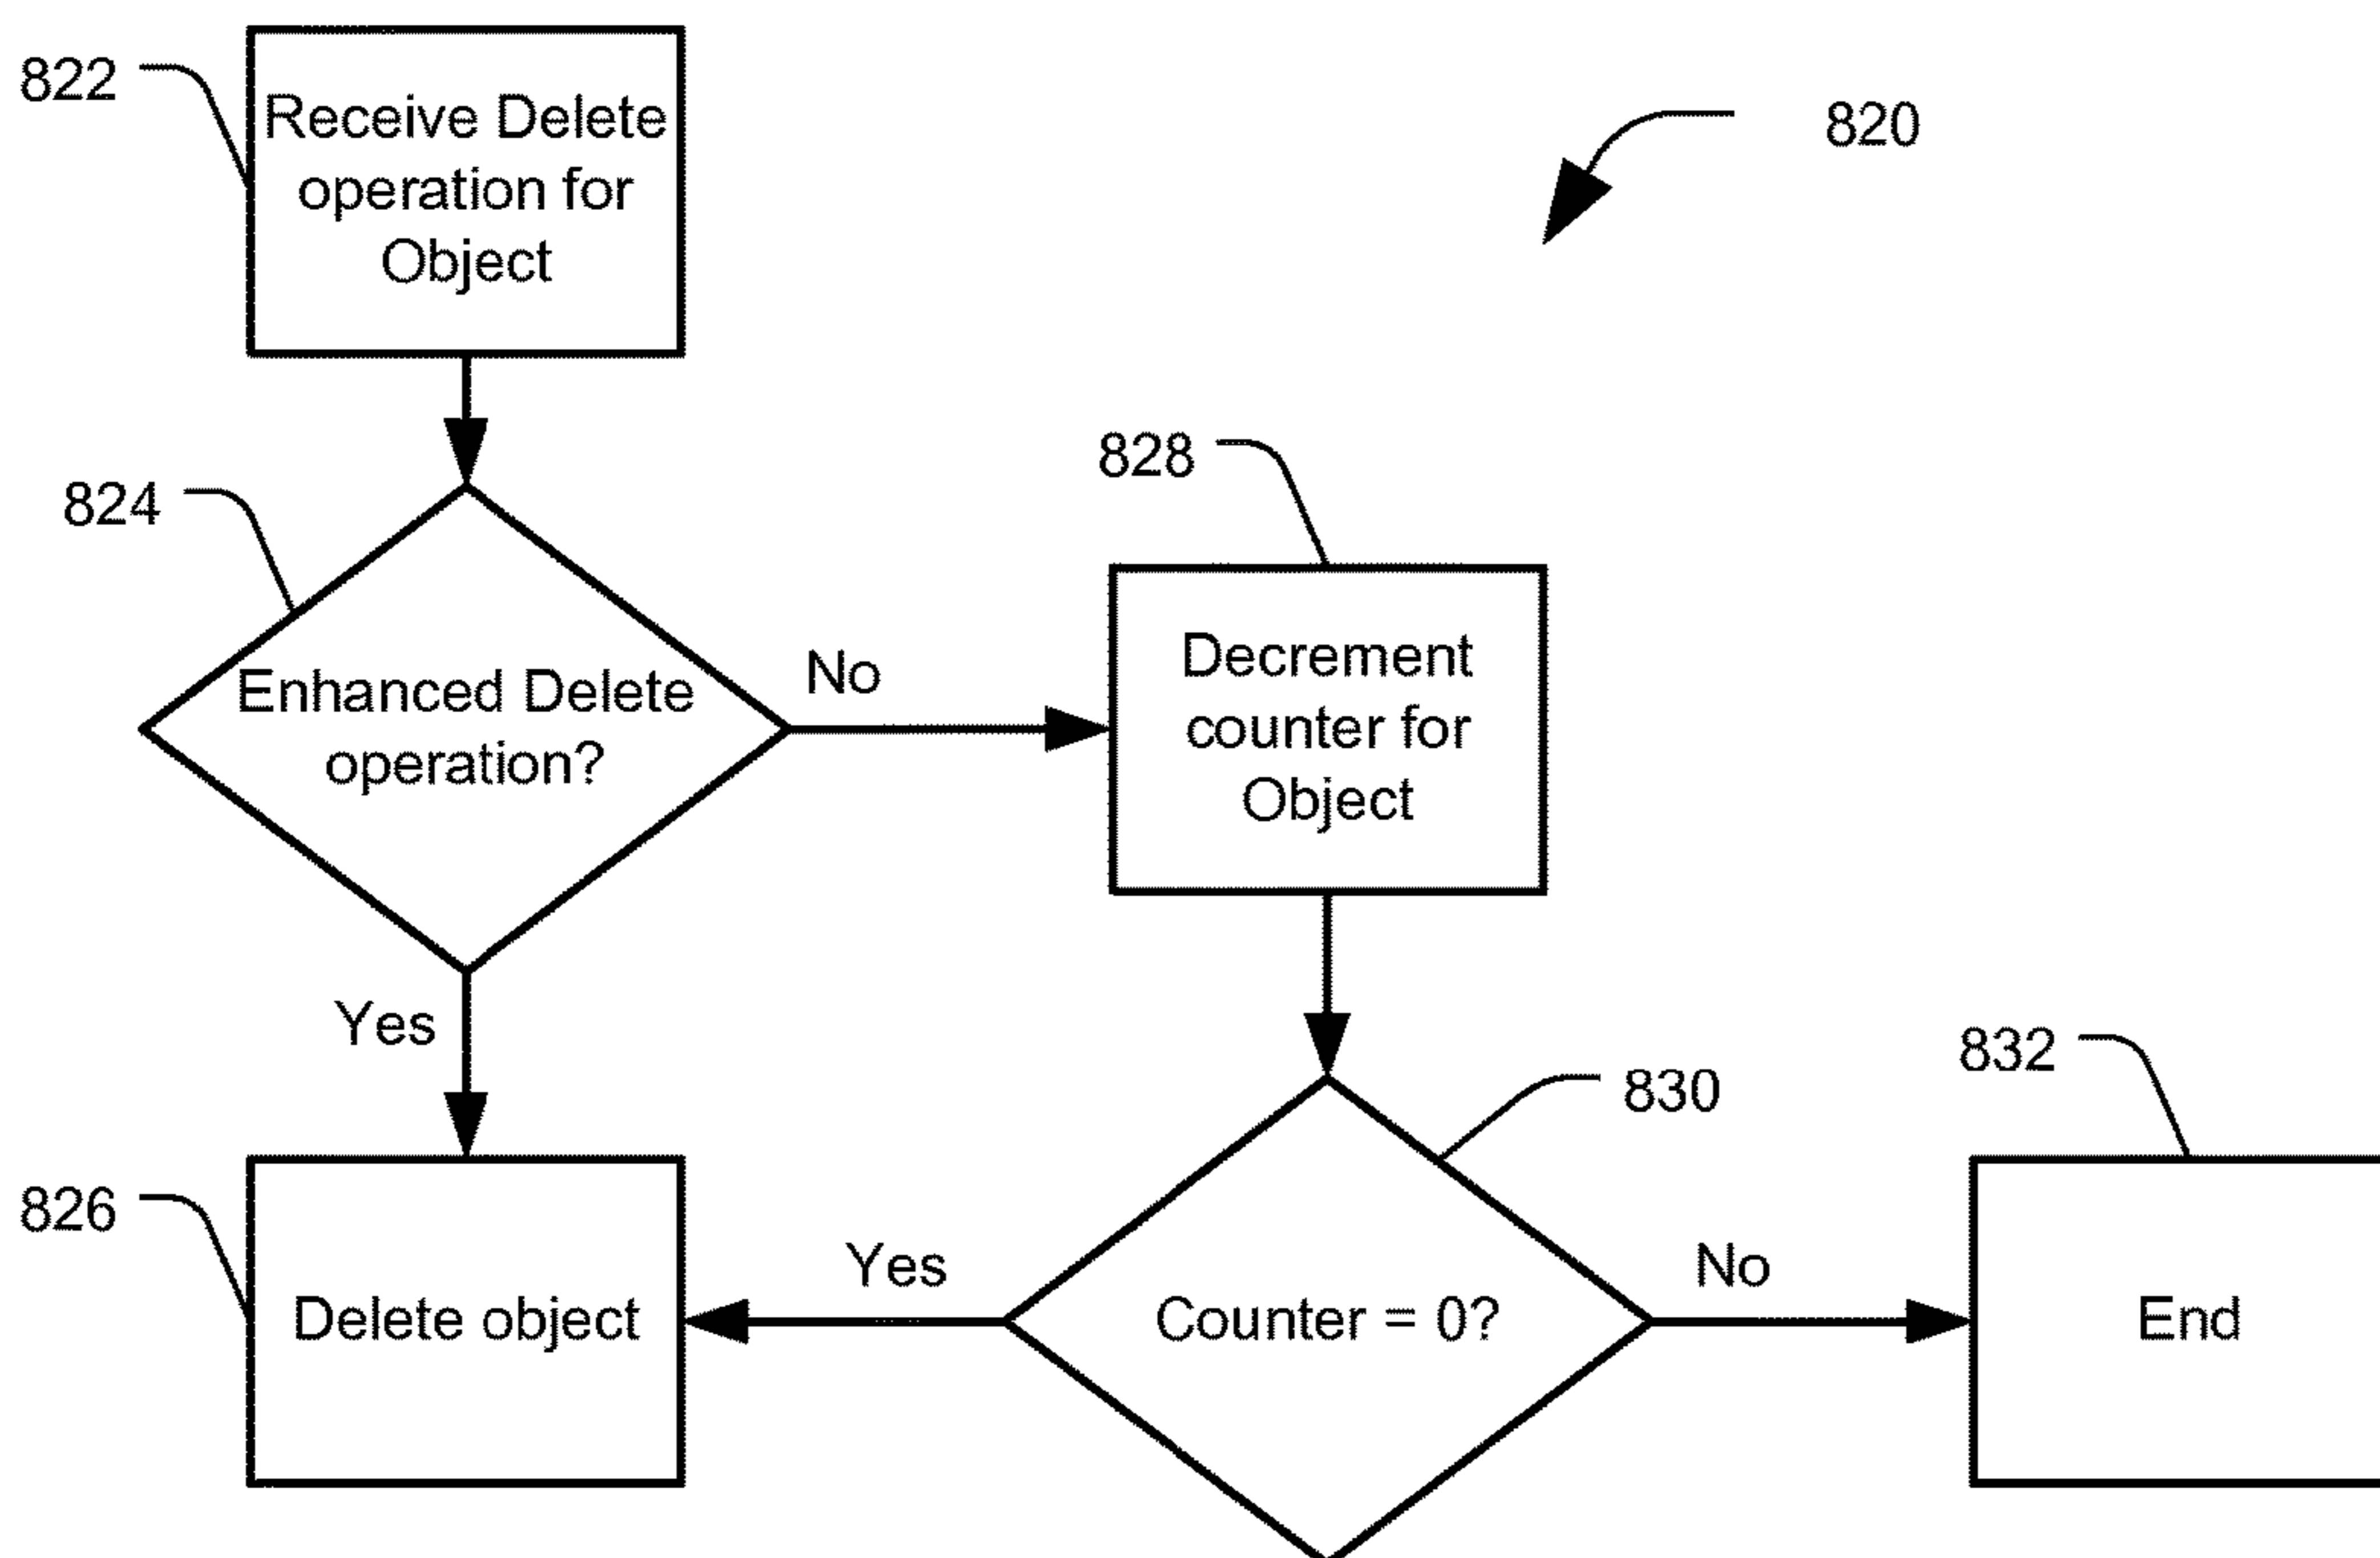 822
Receive Delete
operation for
Object
820
824
Enhanced Delete
operation?
No
828
Decrement
counter for
Object
Yes
826
Delete object
Yes
830
Counter = 0?
No
832
End